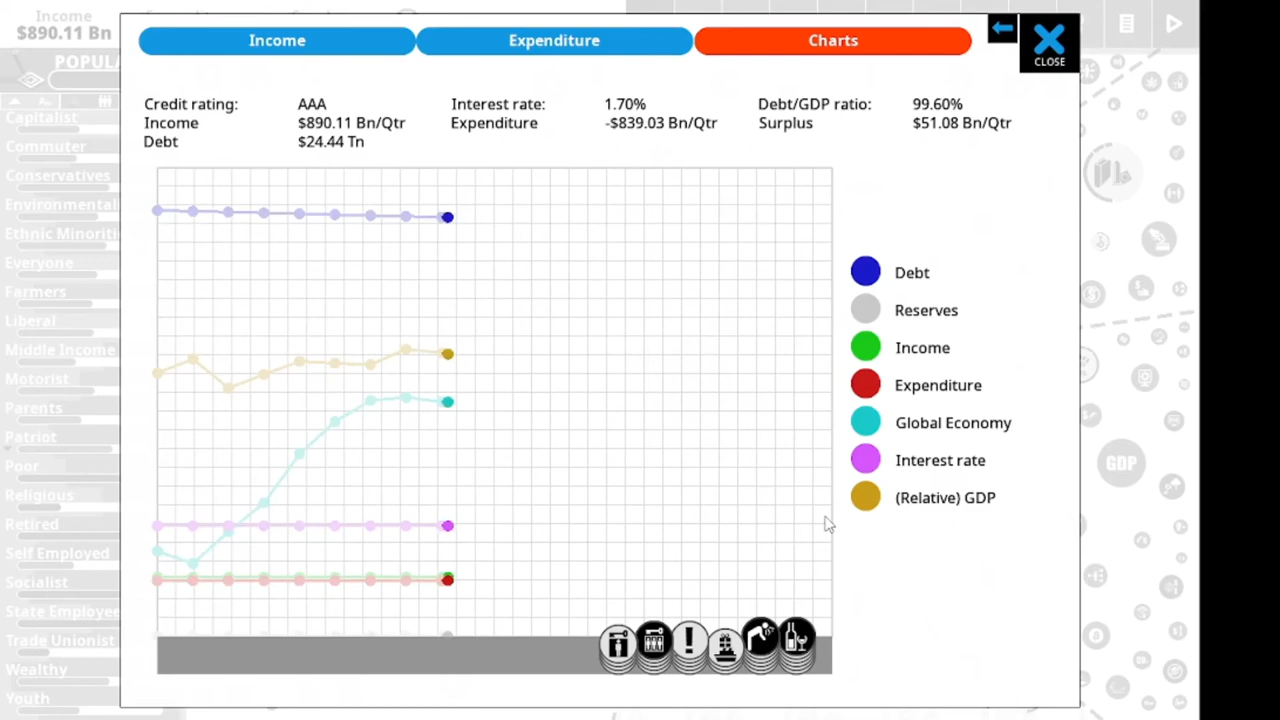 Income
$890.11 Bn
Income
Expenditure
Charts
CLOSE
POPULA
Credit rating: AAA Interest rate: 1.70% Debt/GDP ratio: 99.60%
Income $890.11 Bn/Qtr Expenditure -$839.03 Bn/Qtr Surplus $51.08 Bn/Qtr
Debt $24.44 Tn
Capitalist
Commuter
Conservatives
Environmental
Ethnic Minoriti
Everyone
Farmers
Liberal
Middle Income
Motorist
Parents
Patriot
Poor
Religious
Retired
Self Employed
Socialist
State Employee
Trade Unionist
Wealthy
Youth
Debt
Reserves
Income
Expenditure
Global Economy
Interest rate
(Relative) GDP
GDP
!